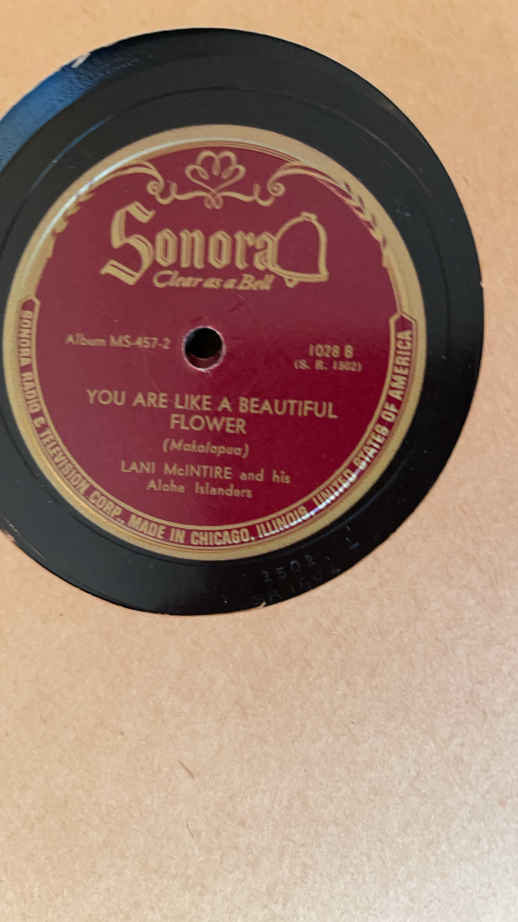 Sonora
Clear as a Bell
Album MS-457-2
1028 B
(S. R. 1502)
YOU ARE LIKE A BEAUTIFUL
FLOWER
(Makalapua)
LANI McINTIRE and his
Aloha Islanders
SONORA RADIO & TELEVISION CORP., MADE IN CHICAGO, ILLINOIS, UNITED STATES OF AMERICA